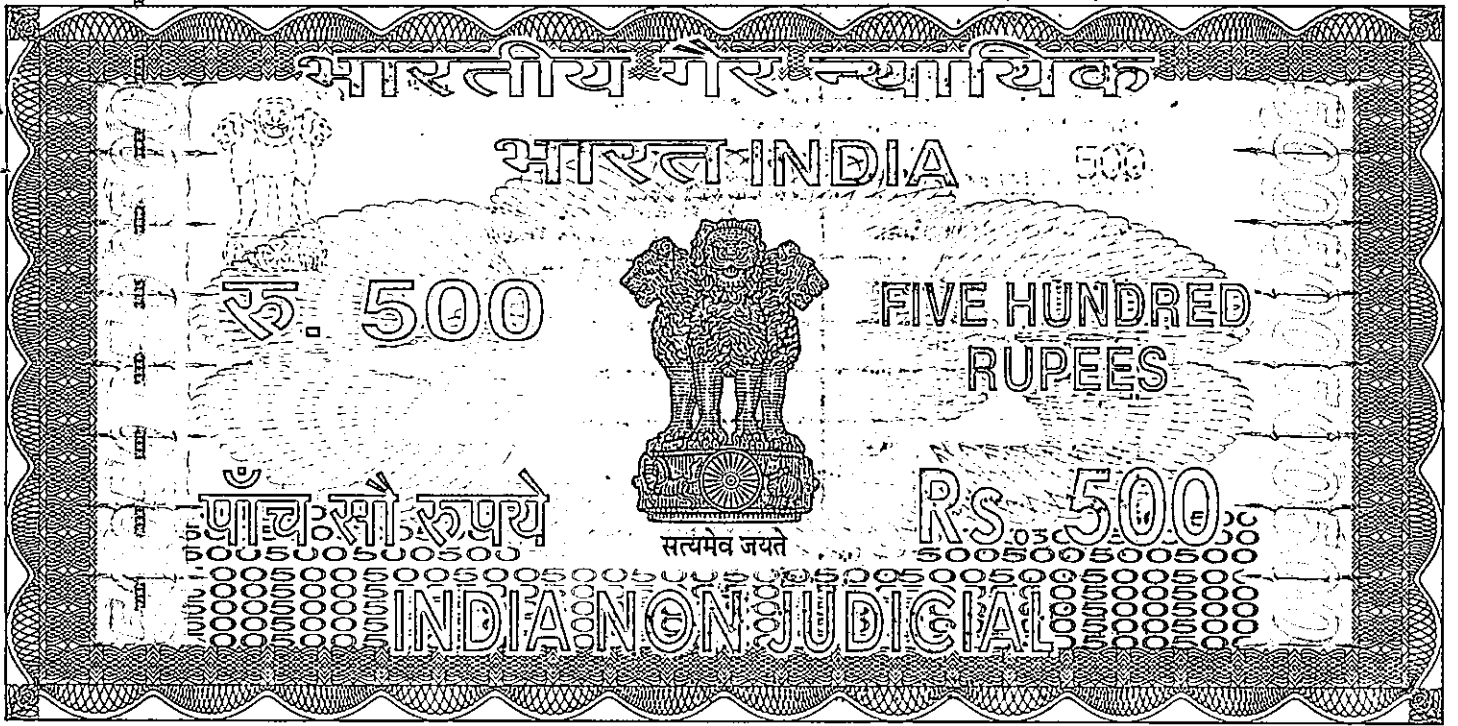 भारतीय गैर न्यायिक
भारत INDIA
500
रु. 500
FIVE HUNDRED
RUPEES
पाँच सौ रुपये
Rs. 500
सत्यमेव जयते
INDIA NON JUDICIAL